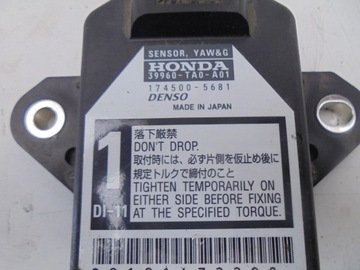 SENSOR, YAW&G
HONDA
39960-TA0-A01
174500-5681
DENSO
MADE IN JAPAN
1
DI-11
落下厳禁
DON'T DROP.
取付時には、必ず片側を仮止め後に
規定トルクで締付のこと
TIGHTEN TEMPORARILY ON
EITHER SIDE BEFORE FIXING
AT THE SPECIFIED TORQUE.